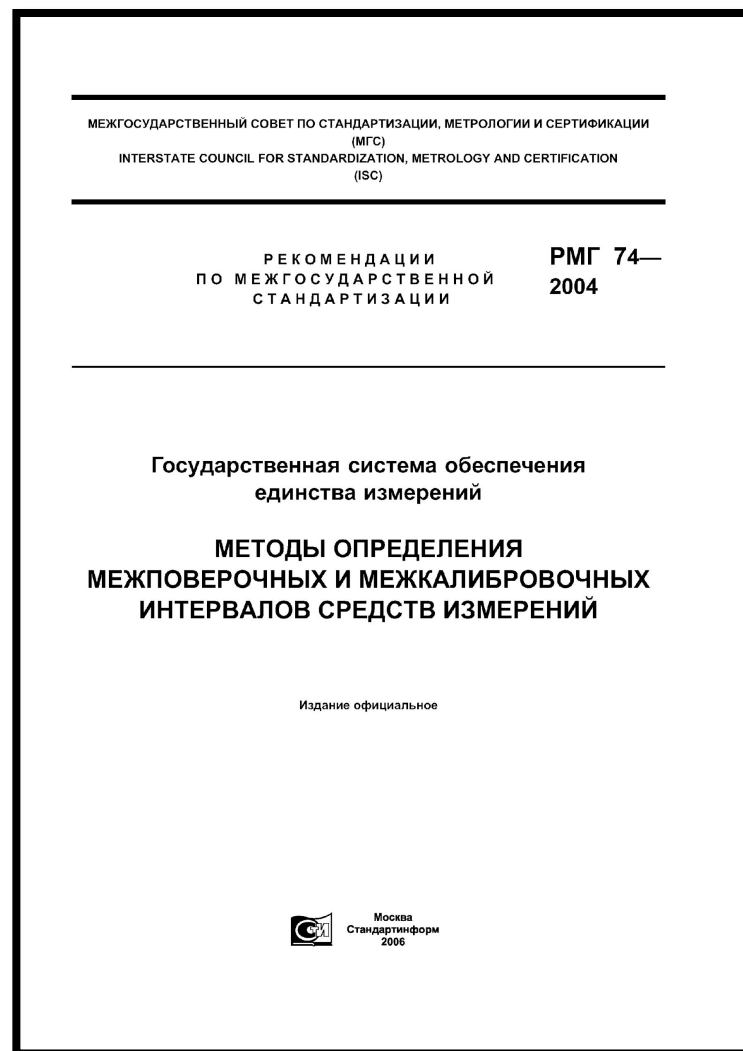 МЕЖГОСУДАРСТВЕННЫЙ СОВЕТ ПО СТАНДАРТИЗАЦИИ, МЕТРОЛОГИИ И СЕРТИФИКАЦИИ
(МГС)
INTERSTATE COUNCIL FOR STANDARDIZATION, METROLOGY AND CERTIFICATION
(ISC)
РЕКОМЕНДАЦИИ
ПО МЕЖГОСУДАРСТВЕННОЙ
СТАНДАРТИЗАЦИИ
РМГ 74—
2004
Государственная система обеспечения
единства измерений
МЕТОДЫ ОПРЕДЕЛЕНИЯ
МЕЖПОВЕРОЧНЫХ И МЕЖКАЛИБРОВОЧНЫХ
ИНТЕРВАЛОВ СРЕДСТВ ИЗМЕРЕНИЙ
Издание официальное
Москва
Стандартинформ
2006